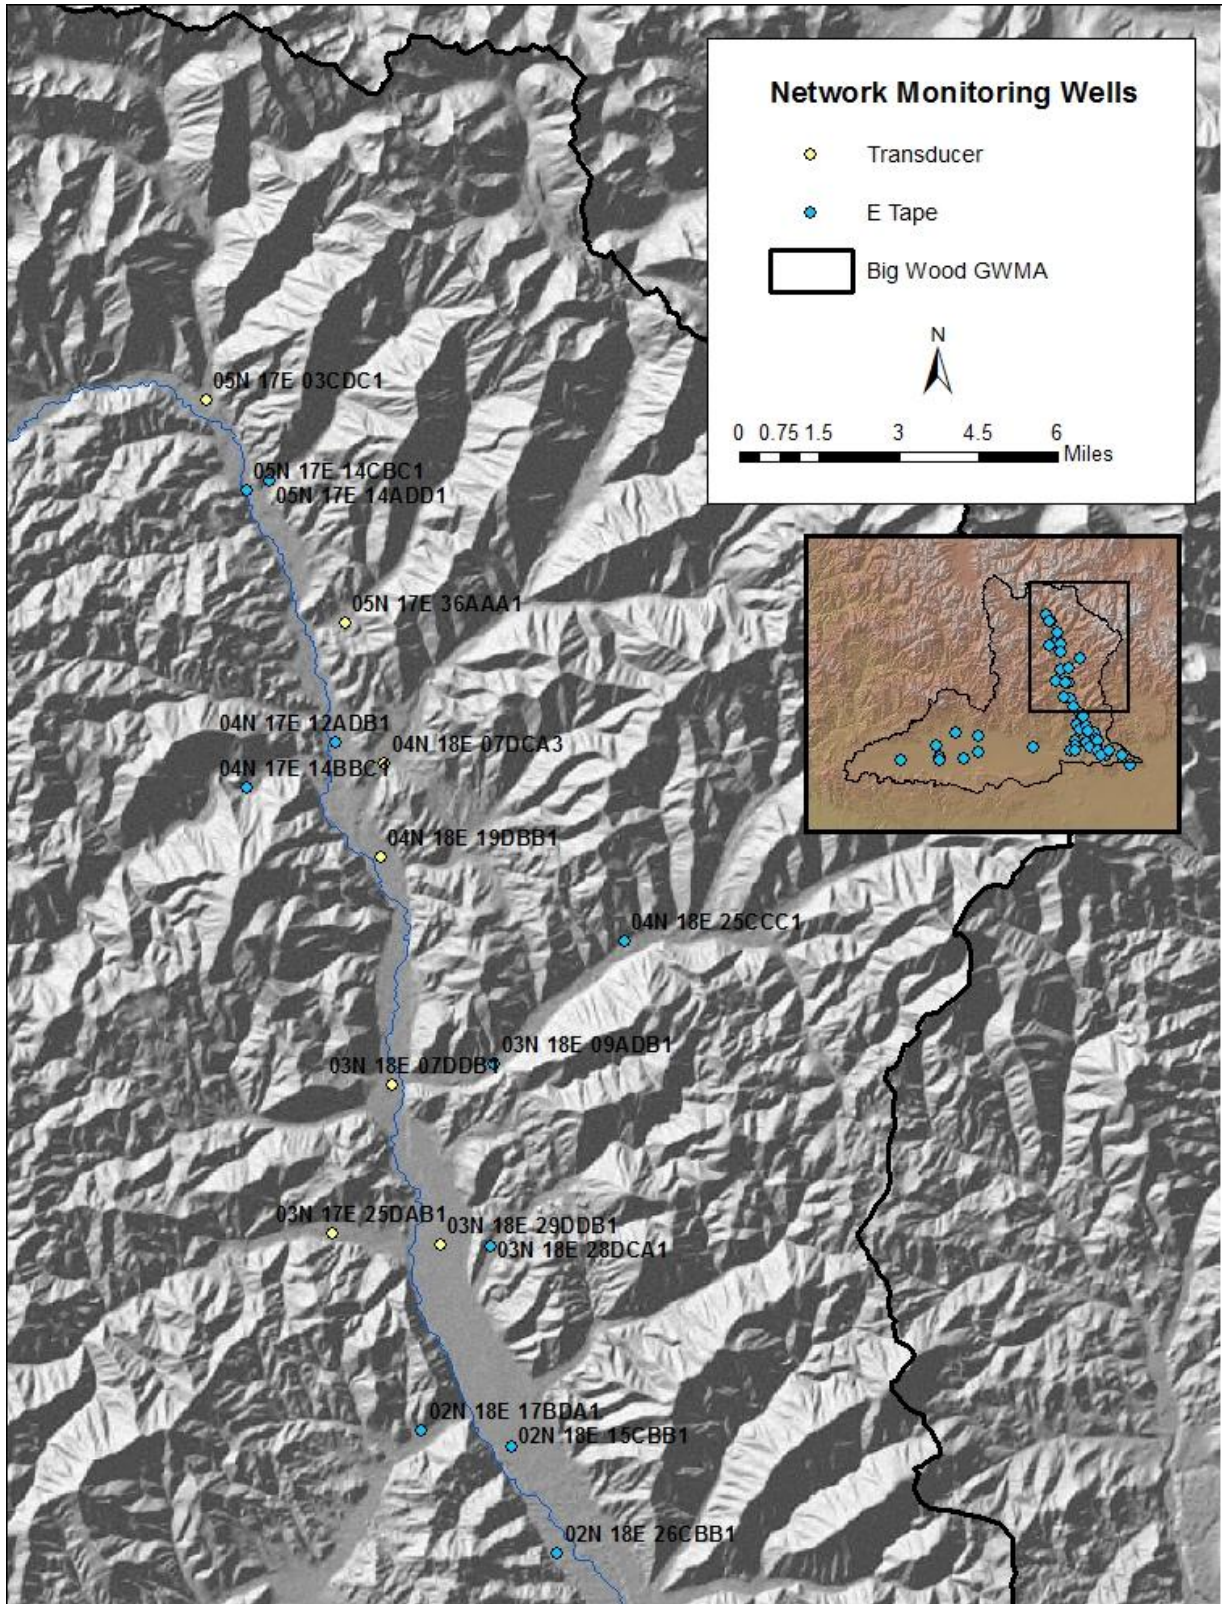 Network Monitoring Wells
Transducer
E Tape
Big Wood GWMA
N
0 0.75 1.5 3 4.5 6
Miles
05N 17E 03CDC1
05N 17E 14CBC1
05N 17E 14ADD1
05N 17E 36AAA1
04N 17E 12ADB1
04N 18E 07DCA3
04N 17E 14BBC1
04N 18E 19DBB1
04N 18E 25CCC1
03N 18E 09ADB1
03N 18E 07DDB1
03N 17E 25DAB1
03N 18E 29DDB1
03N 18E 28DCA1
02N 18E 17BDA1
02N 18E 15CBB1
02N 18E 26CBB1